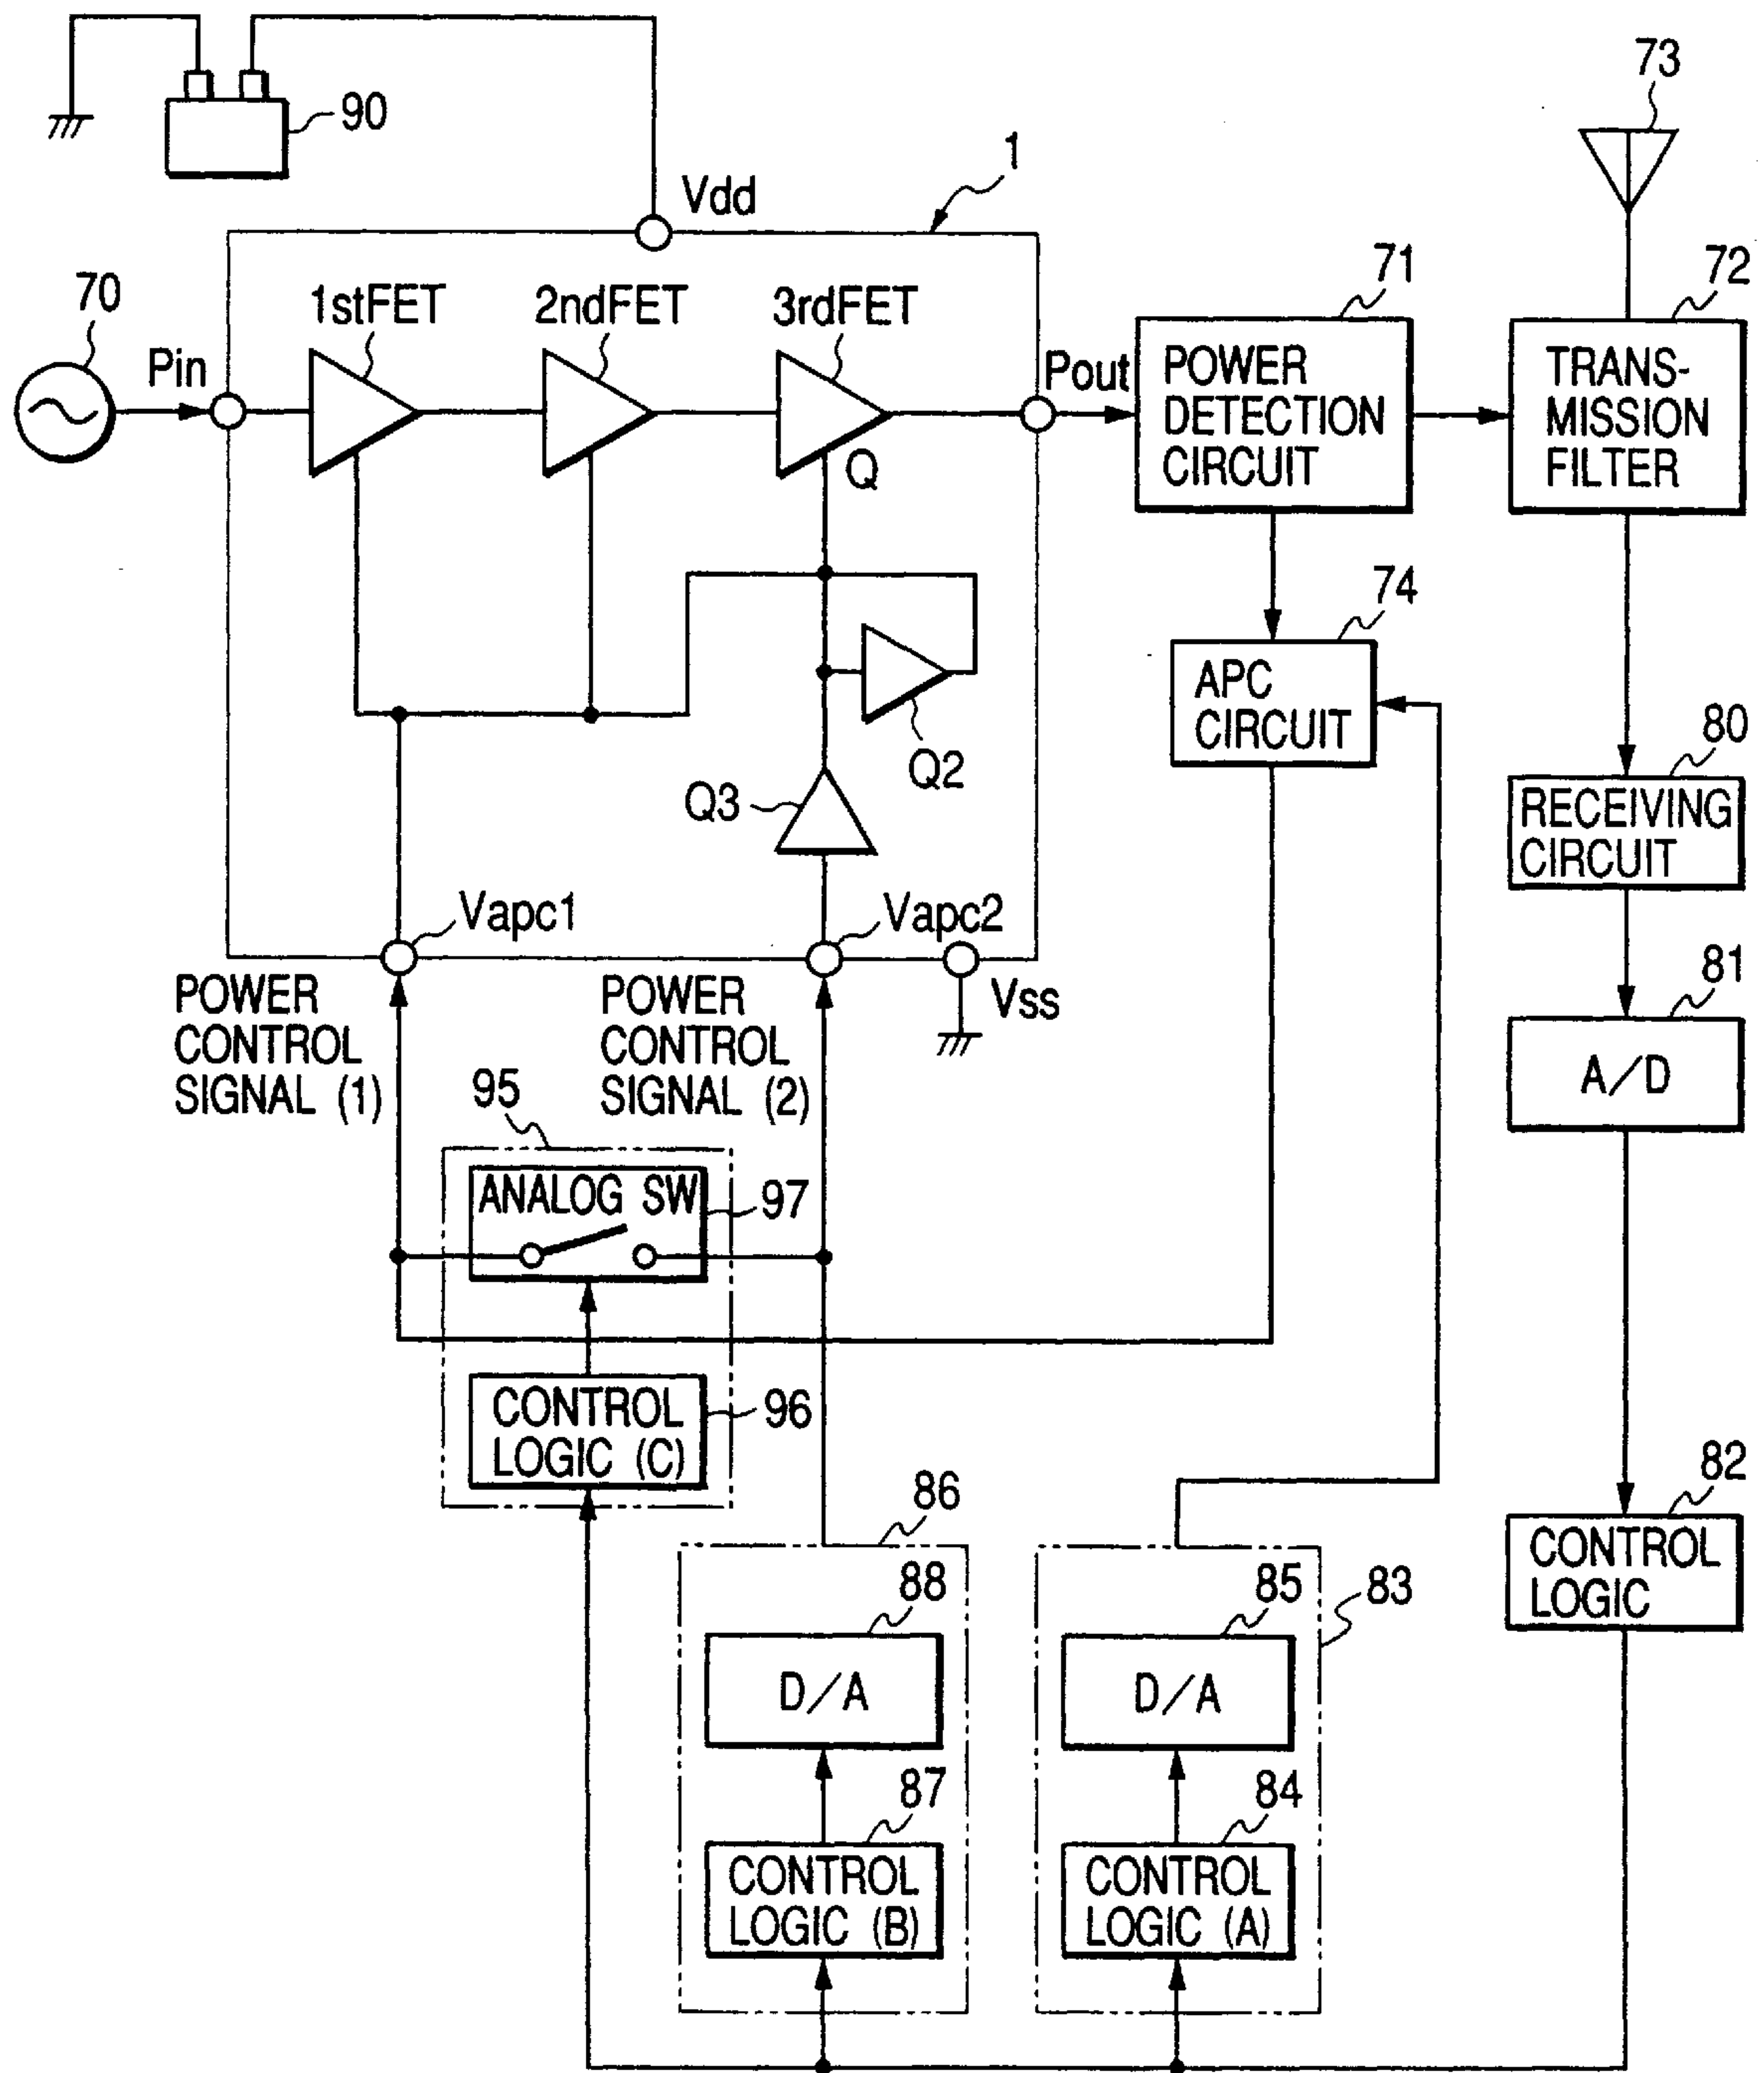 90
73
1
Vdd
70
Pin
1stFET
2ndFET
3rdFET
Pout
71
72
POWER
DETECTION
CIRCUIT
TRANS-
MISSION
FILTER
Q
74
APC
CIRCUIT
Q2
Q3
80
RECEIVING
CIRCUIT
Vapc1
Vapc2
Vss
81
A/D
POWER
CONTROL
SIGNAL (1)
POWER
CONTROL
SIGNAL (2)
95
ANALOG SW
97
CONTROL
LOGIC (C)
96
82
CONTROL
LOGIC
86
88
D/A
85
D/A
83
87
CONTROL
LOGIC (B)
84
CONTROL
LOGIC (A)